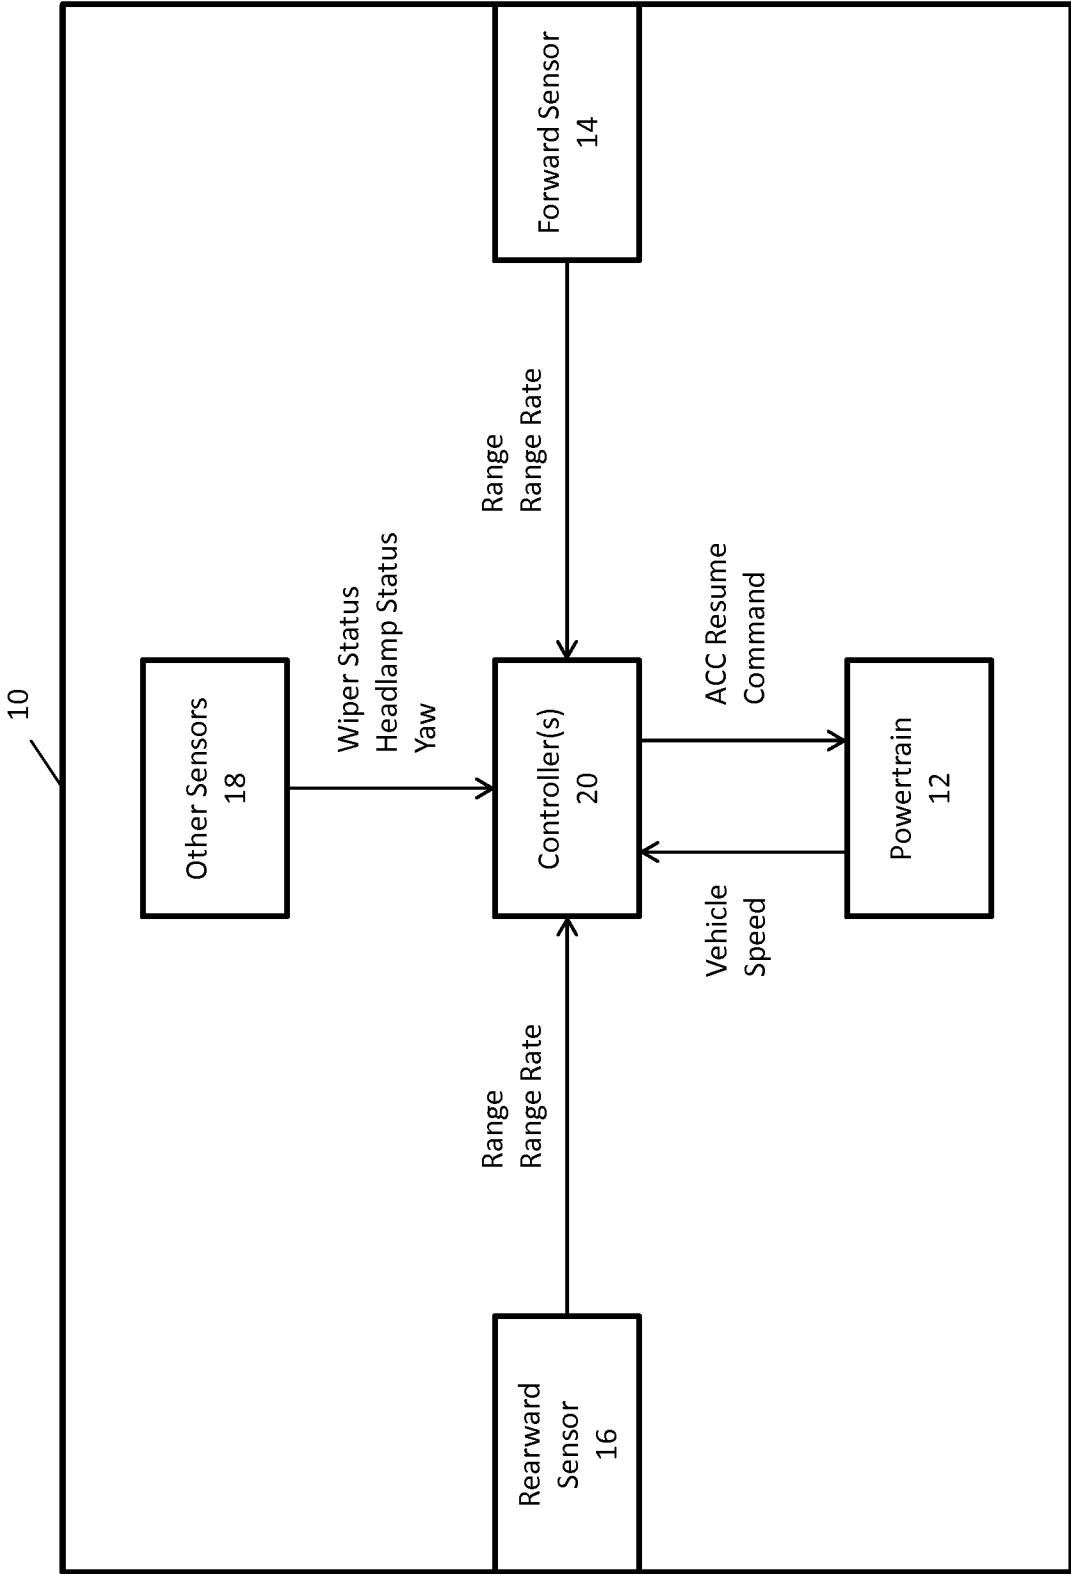 10
Other Sensors
18
Wiper Status
Headlamp Status
Yaw
Rearward
Sensor
16
Range
Range Rate
Controller(s)
20
Range
Range Rate
Forward Sensor
14
Vehicle
Speed
ACC Resume
Command
Powertrain
12